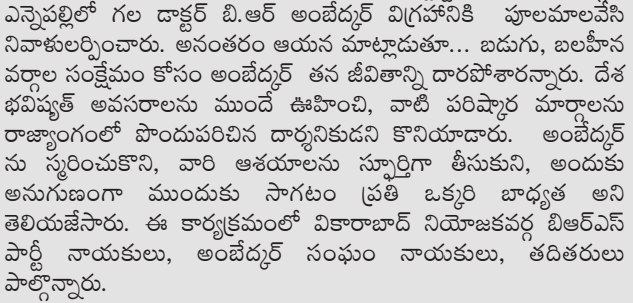 ఎన్నెపల్లిలో గల డాక్టర్ బి.ఆర్ అంబేద్కర్ విగ్రహానికి పూలమాలవేసి
నివాళులర్పించారు. అనంతరం ఆయన మాట్లాడుతూ... బడుగు, బలహీన
వర్గాల సంక్షేమం కోసం అంబేద్కర్ తన జీవితాన్ని దారపోశారన్నారు. దేశ
భవిష్యత్ అవసరాలను ముందే ఊహించి, వాటి పరిష్కార మార్గాలను
రాజ్యాంగంలో పొందుపరిచిన దార్శనికుడని కొనియాడారు. అంబేద్కర్
ను స్మరించుకొని, వారి ఆశయాలను స్ఫూర్తిగా తీసుకుని, అందుకు
అనుగుణంగా ముందుకు సాగటం ప్రతి ఒక్కరి బాధ్యత అని
తెలియజేసారు. ఈ కార్యక్రమంలో వికారాబాద్ నియోజకవర్గ బిఆర్ఎస్
పార్టీ నాయకులు, అంబేద్కర్ సంఘం నాయకులు, తదితరులు
పాల్గొన్నారు.